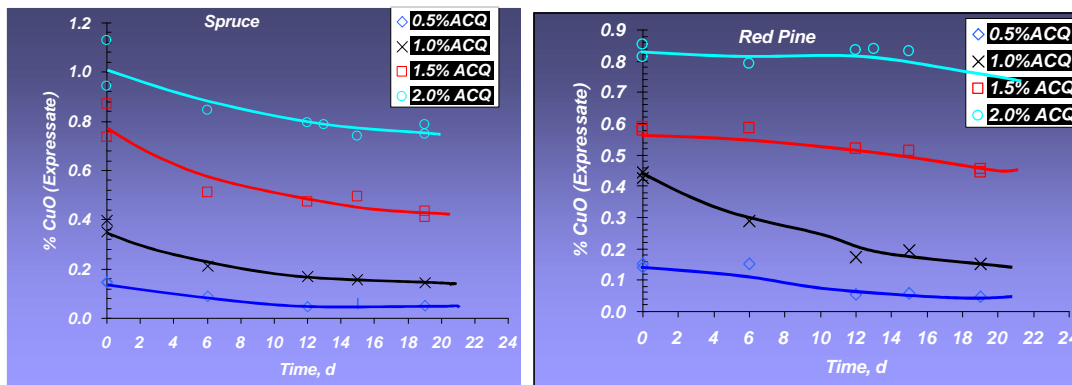 Spruce
0.5%ACQ
1.0%ACQ
1.5% ACQ
2.0% ACQ
1.2
1.0
0.8
0.6
0.4
0.2
0.0
% CuO (Expressate)
0 2 4 6 8 10 12 14 16 18 20 22 24
Time, d
Red Pine
0.5%ACQ
1.0%ACQ
1.5% ACQ
2.0% ACQ
0.9
0.8
0.7
0.6
0.5
0.4
0.3
0.2
0.1
0.0
% CuO (Expressate)
0 2 4 6 8 10 12 14 16 18 20 22 24
Time, d